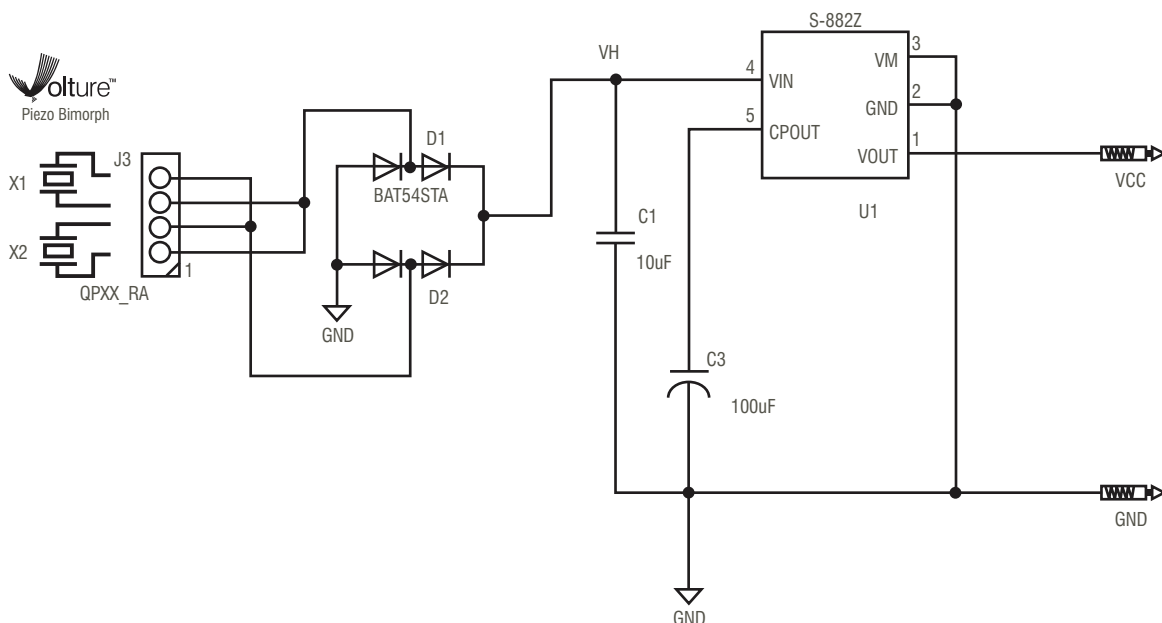 S-882Z
olture™
Piezo Bimorph
VH
4
VIN
VM
3
GND
2
5
CPOUT
VOUT
1
VCC
U1
J3
X1
X2
1
QPXX_RA
D1
BAT54STA
D2
GND
C1
10uF
C3
100uF
GND
GND